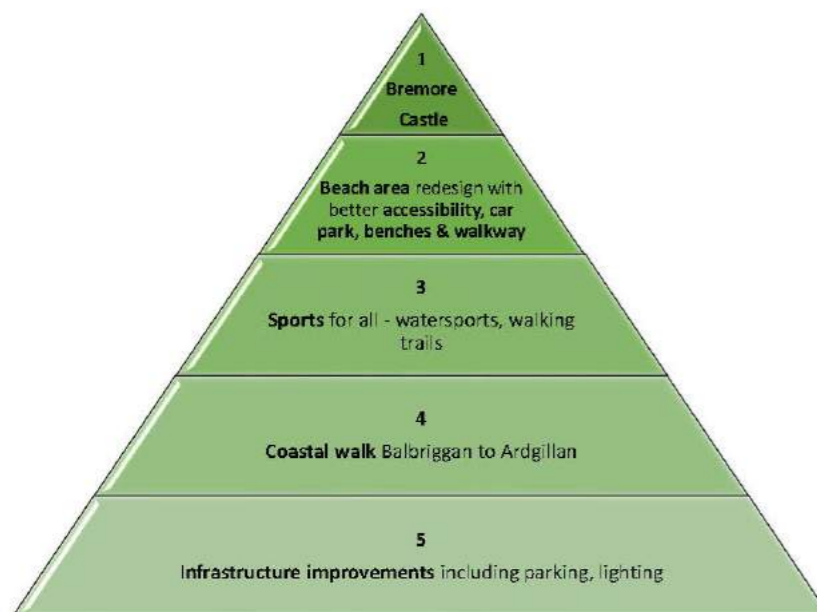 1
Bremore
Castle
2
Beach area redesign with
better accessibility, car
park, benches & walkway
3
Sports for all - watersports, walking
trails
4
Coastal walk Balbriggan to Ardgillan
5
Infrastructure improvements including parking, lighting